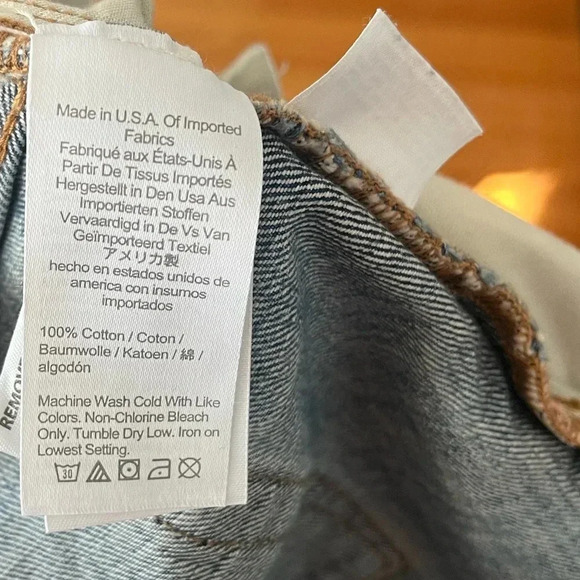 Made in U.S.A. Of Imported
Fabrics
Fabriqué aux États-Unis À
Partir De Tissus Importés
Hergestellt in Den Usa Aus
Importierten Stoffen
Vervaardigd in De Vs Van
Geïmporteerd Textiel
アメリカ製
hecho en estados unidos de
america con insumos
importados
100% Cotton / Coton /
Baumwolle / Katoen / 綿 /
algodón
Machine Wash Cold With Like
Colors. Non-Chlorine Bleach
Only. Tumble Dry Low. Iron on
Lowest Setting.
30